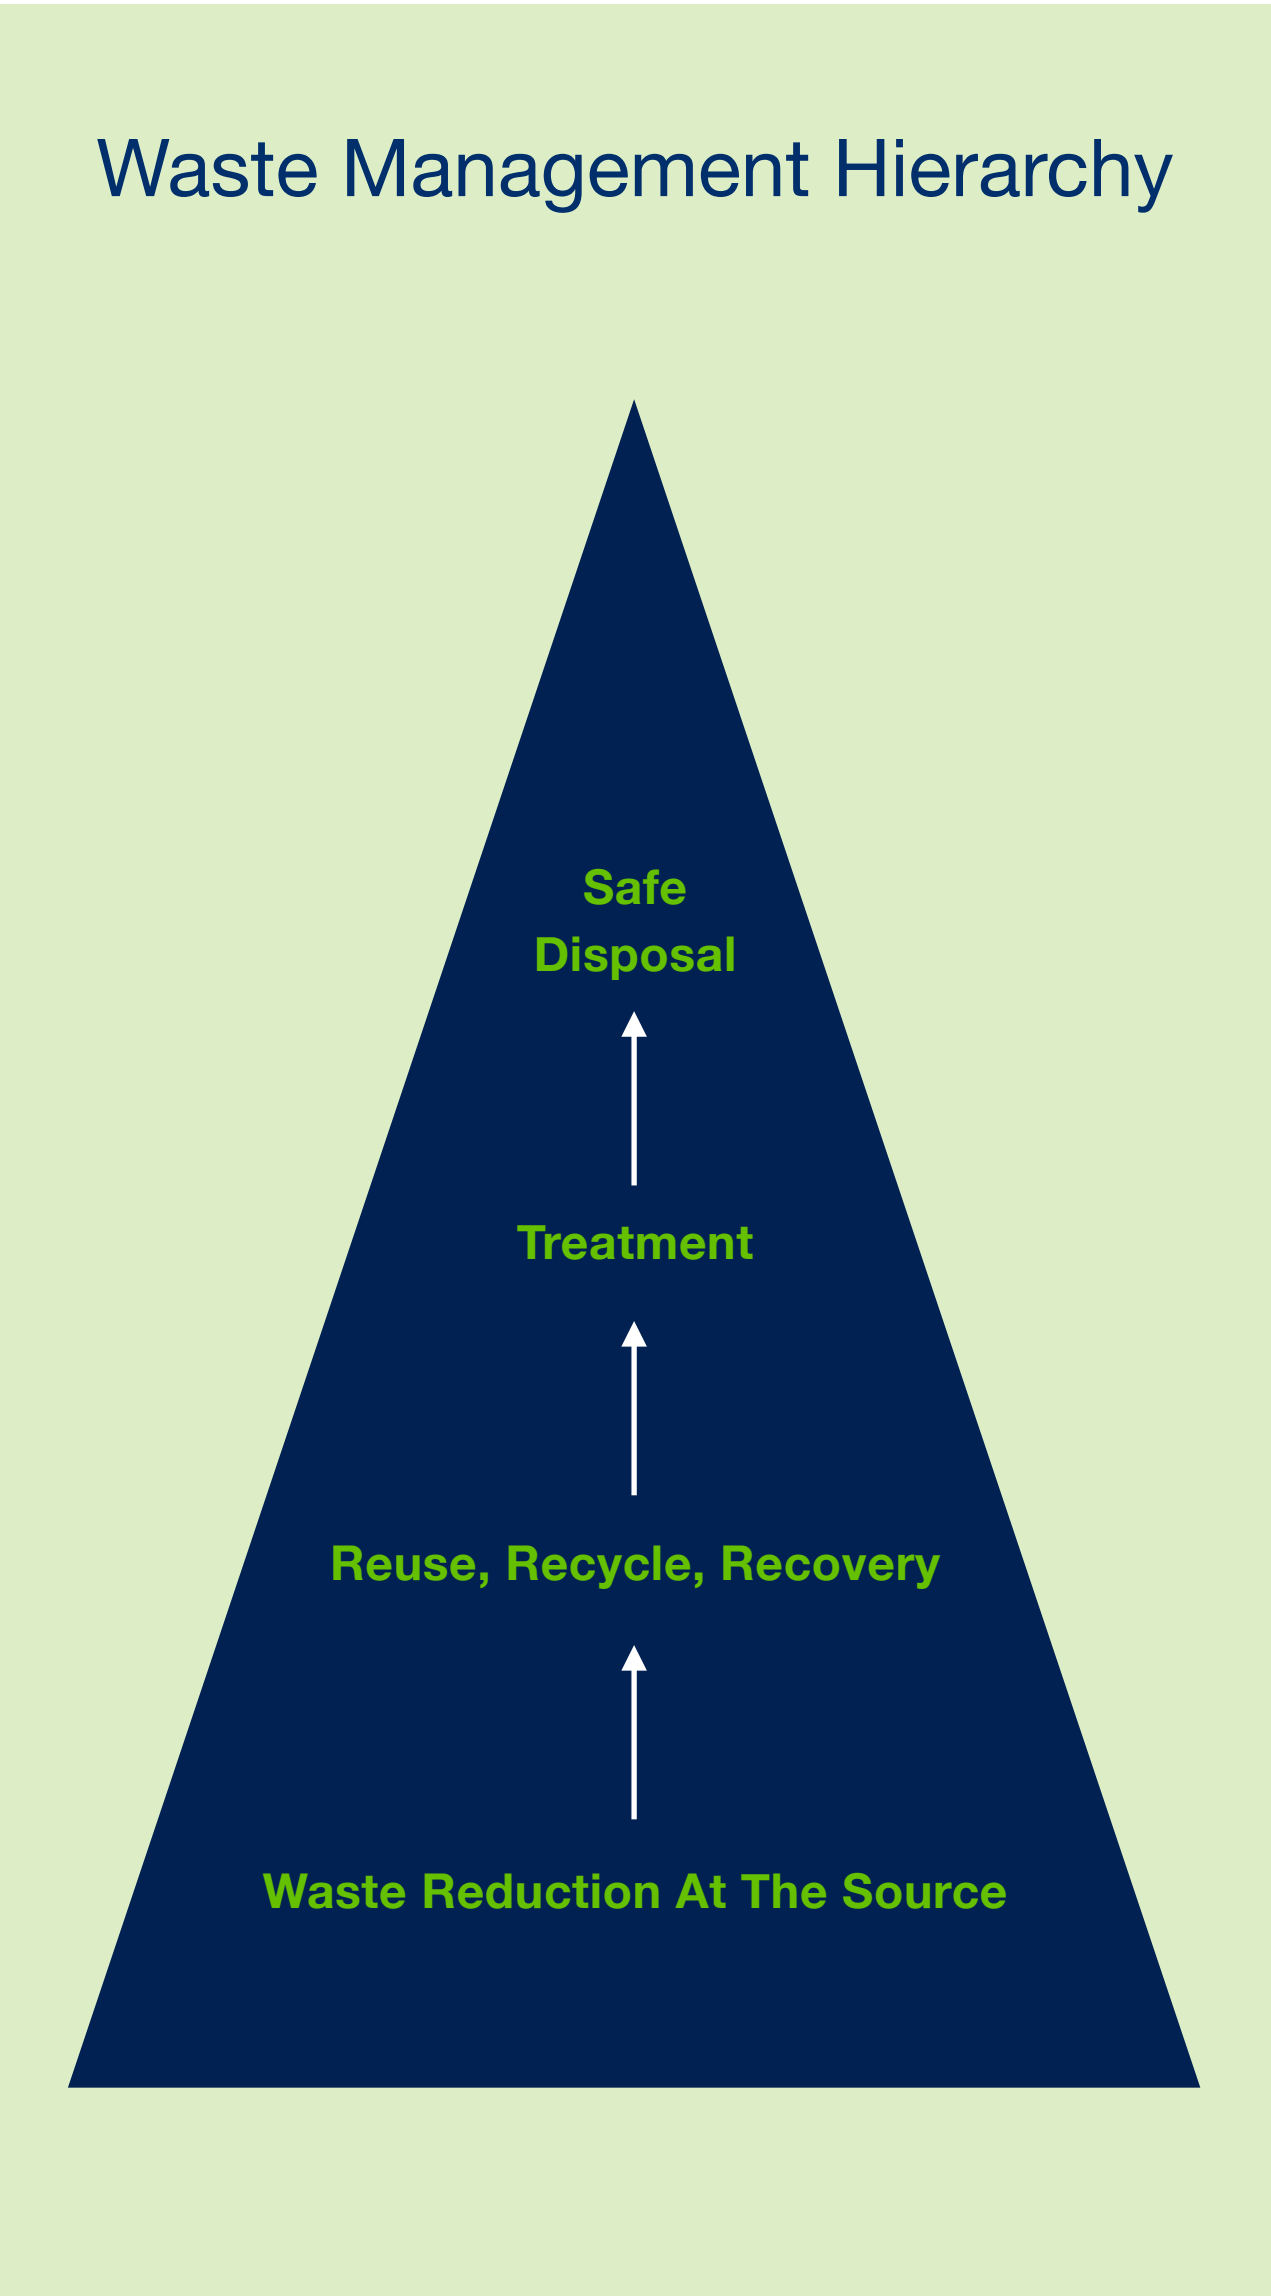 Waste Management Hierarchy
Safe
Disposal
Treatment
Reuse, Recycle, Recovery
Waste Reduction At The Source